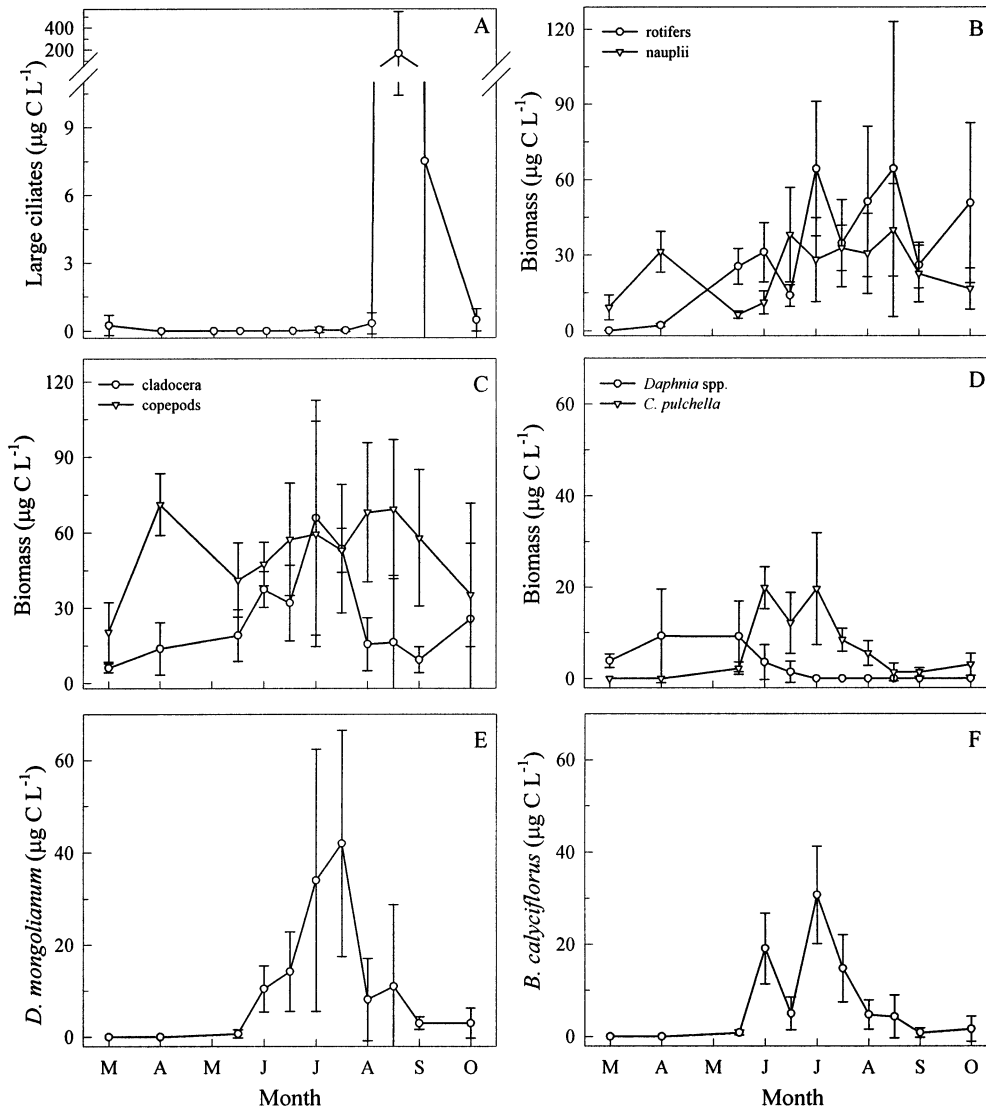 A
Large ciliates (µg C L⁻¹)
600
400
200
9
6
3
0
B
rotifers
nauplii
Biomass (µg C L⁻¹)
120
90
60
30
0
C
cladocera
copepods
Biomass (µg C L⁻¹)
120
90
60
30
0
D
Daphnia spp.
C. pulchella
Biomass (µg C L⁻¹)
60
40
20
0
E
D. mongolianum (µg C L⁻¹)
60
40
20
0
M A M J J A S O
Month
F
B. calyciflorus (µg C L⁻¹)
60
40
20
0
M A M J J A S O
Month